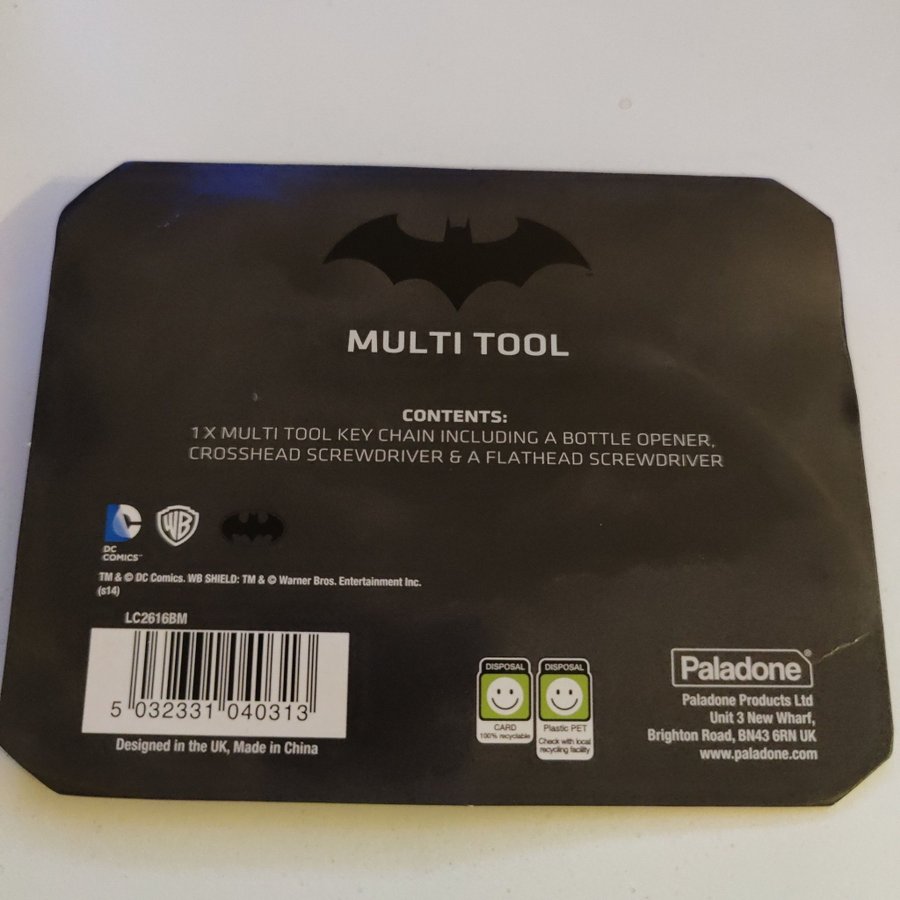 MULTI TOOL
CONTENTS:
1 X MULTI TOOL KEY CHAIN INCLUDING A BOTTLE OPENER,
CROSSHEAD SCREWDRIVER & A FLATHEAD SCREWDRIVER
DC
COMICS™
WB
TM & © DC Comics. WB SHIELD: TM & © Warner Bros. Entertainment Inc.
(s14)
LC2616BM
5 032331 040313
Designed in the UK, Made in China
DISPOSAL
CARD
100% recyclable
DISPOSAL
Plastic PET
Check with local
recycling facility
Paladone®
Paladone Products Ltd
Unit 3 New Wharf,
Brighton Road, BN43 6RN UK
www.paladone.com